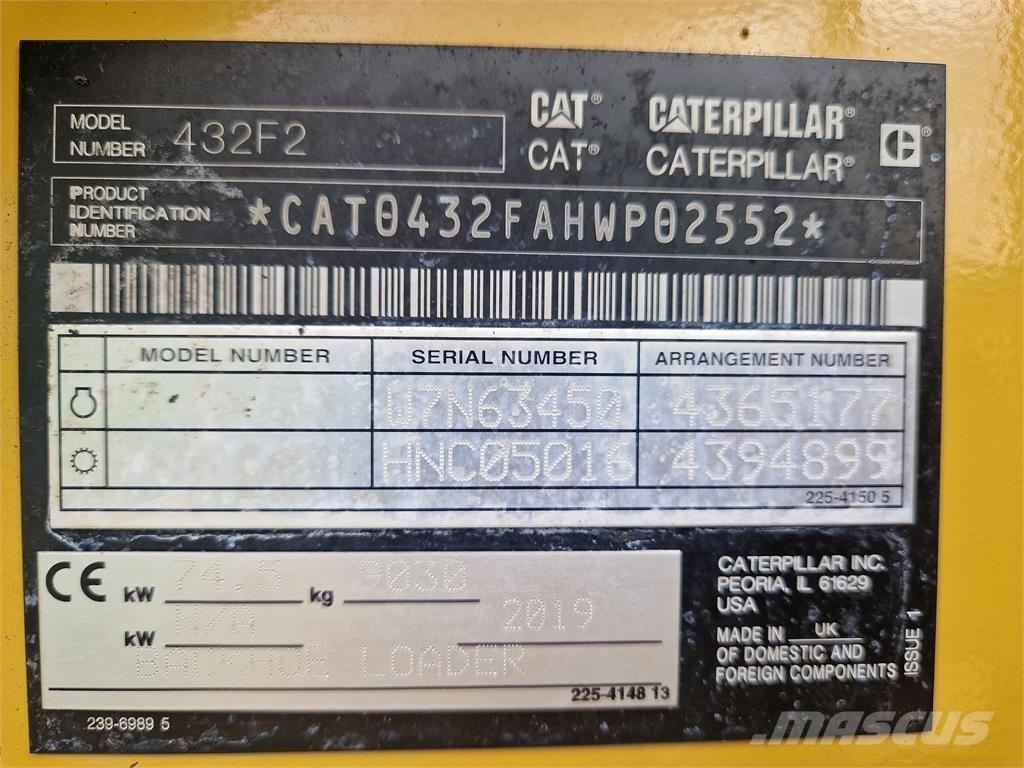 MODEL NUMBER 432F2
CAT® CATERPILLAR®
CAT® CATERPILLAR® ®
PRODUCT
IDENTIFICATION
NUMBER
*CAT0432FAHWP02552*
MODEL NUMBER SERIAL NUMBER ARRANGEMENT NUMBER
W7N63450 4365177
HNC05016 4394899
225-4150 5
CE kW 74.5 kg 9030
kW N/A 2019
BACKHOE LOADER
225-4148 13
239-6989 5
CATERPILLAR INC.
PEORIA, IL 61629
USA
MADE IN UK
OF DOMESTIC AND
FOREIGN COMPONENTS
ISSUE 1
MASCUS